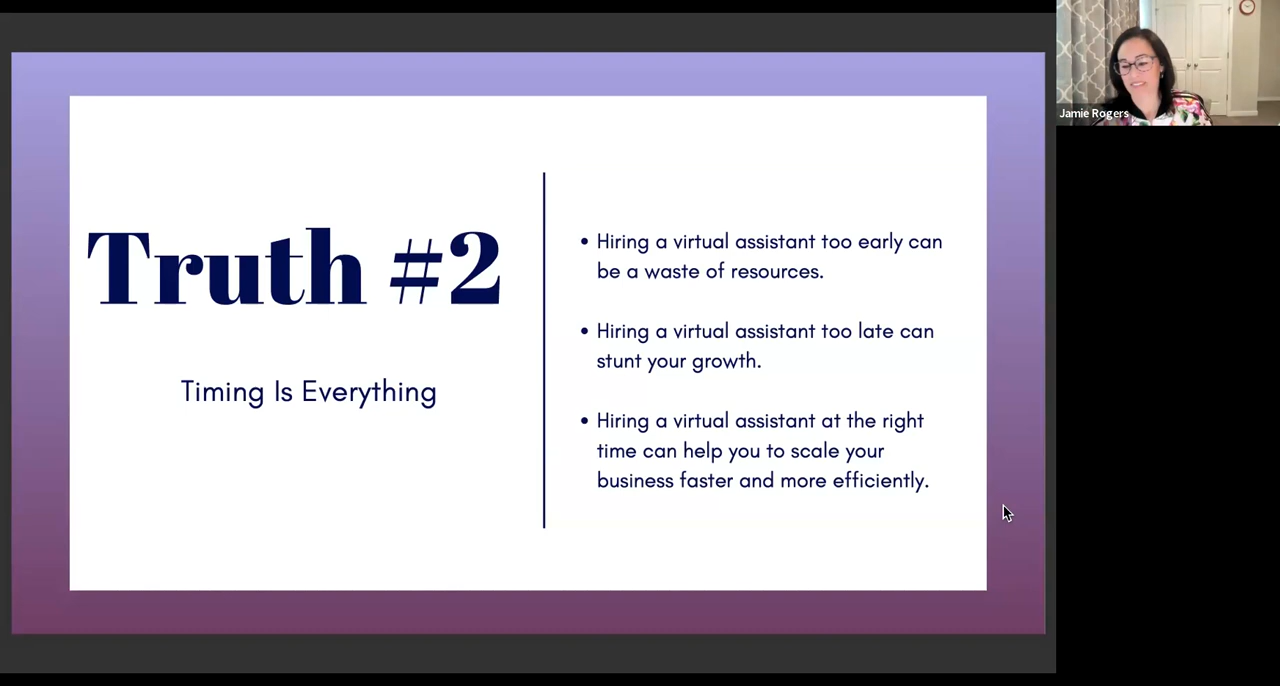 Truth #2
Timing Is Everything
• Hiring a virtual assistant too early can
be a waste of resources.
• Hiring a virtual assistant too late can
stunt your growth.
• Hiring a virtual assistant at the right
time can help you to scale your
business faster and more efficiently.
Jamie Rogers